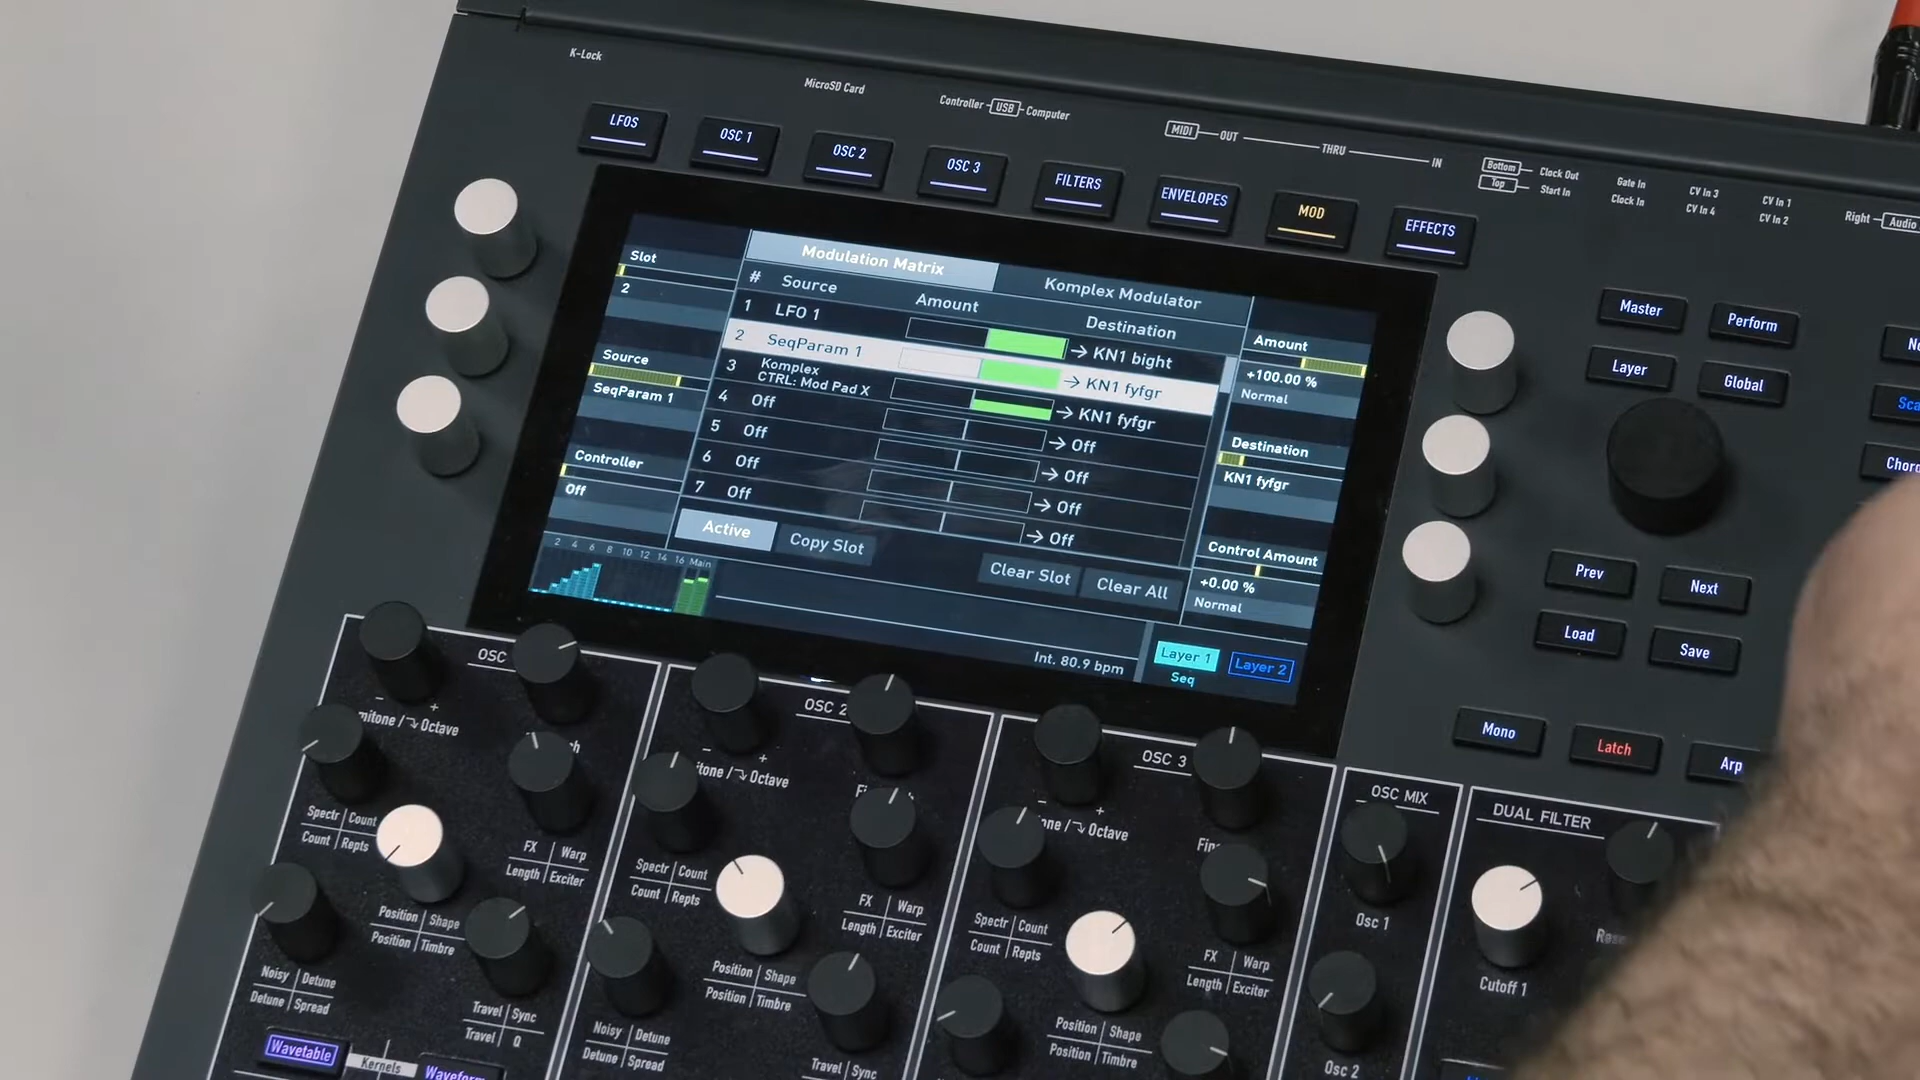 K-Lock
MicroSD Card
Controller USB Computer
MIDI OUT THRU IN
Bottom Clock Out
Top Start In
Gate In
Clock In
CV In 3
CV In 4
CV In 1
CV In 2
Right Audio
LFOS
OSC 1
OSC 2
OSC 3
FILTERS
ENVELOPES
MOD
EFFECTS
Slot
2
Source
SeqParam 1
Controller
Off
Modulation Matrix
Komplex Modulator
# Source Amount Destination
1 LFO 1 → KN1 bight
2 SeqParam 1 → KN1 fyfgr
3 Komplex
CTRL: Mod Pad X → KN1 fyfgr
4 Off → Off
5 Off → Off
6 Off → Off
7 Off → Off
Active
Copy Slot
Clear Slot
Clear All
Amount
+100.00 %
Normal
Destination
KN1 fyfgr
Control Amount
+0.00 %
Normal
2 4 6 8 10 12 14 16 Main
Int. 80.9 bpm
Layer 1
Seq
Layer 2
Master
Perform
Layer
Global
Prev
Next
Load
Save
Mono
Latch
Arp
OSC
- +
Octave
Spectr Count
Count Repts
FX Warp
Length Exciter
Position Shape
Position Timbre
Noisy Detune
Detune Spread
Travel Sync
Travel Q
Wavetable
Kernels
OSC 2
- +
Octave
Spectr Count
Count Repts
FX Warp
Length Exciter
Position Shape
Position Timbre
Noisy Detune
Detune Spread
Travel Sync
OSC 3
- +
Octave
Spectr Count
Count Repts
FX Warp
Length Exciter
Position Shape
Position Timbre
OSC MIX
Osc 1
Osc 2
DUAL FILTER
Cutoff 1